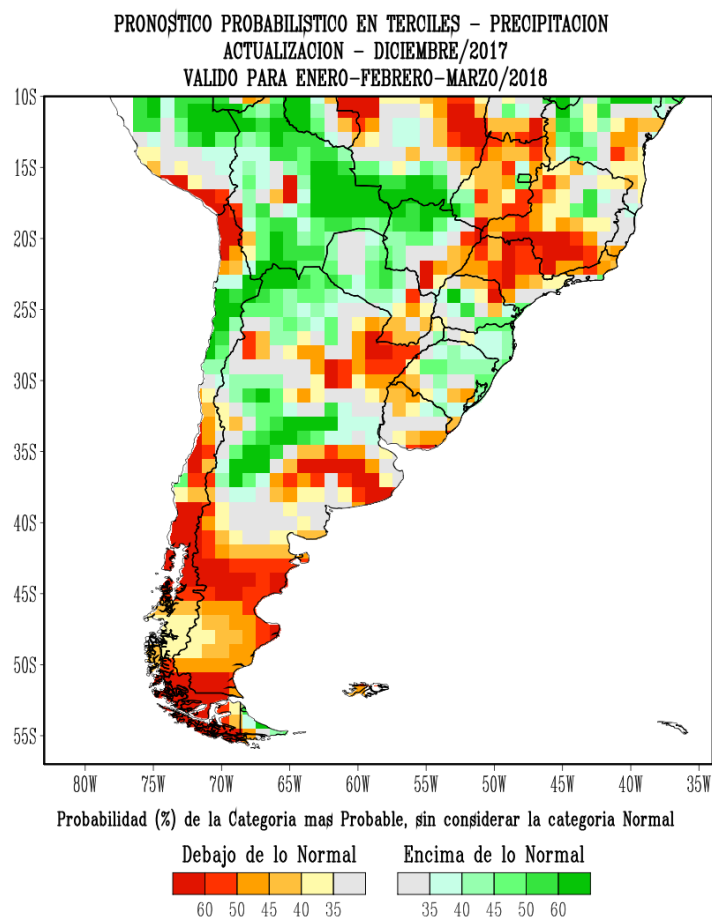 PRONOSTICO PROBABILISTICO EN TERCILES - PRECIPITACION
ACTUALIZACION - DICIEMBRE/2017
VALIDO PARA ENERO-FEBRERO-MARZO/2018
10S
15S
20S
25S
30S
35S
40S
45S
50S
55S
80W 75W 70W 65W 60W 55W 50W 45W 40W 35W
Probabilidad (%) de la Categoria mas Probable, sin considerar la categoria Normal
Debajo de lo Normal Encima de lo Normal
60 50 45 40 35 35 40 45 50 60